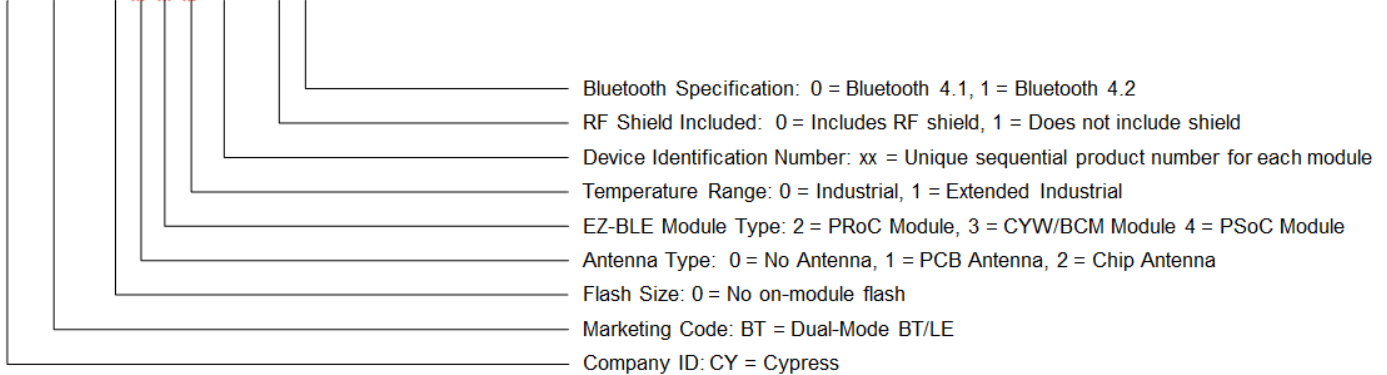 Bluetooth Specification: 0 = Bluetooth 4.1, 1 = Bluetooth 4.2
RF Shield Included: 0 = Includes RF shield, 1 = Does not include shield
Device Identification Number: xx = Unique sequential product number for each module
Temperature Range: 0 = Industrial, 1 = Extended Industrial
EZ-BLE Module Type: 2 = PRoC Module, 3 = CYW/BCM Module 4 = PSoC Module
Antenna Type: 0 = No Antenna, 1 = PCB Antenna, 2 = Chip Antenna
Flash Size: 0 = No on-module flash
Marketing Code: BT = Dual-Mode BT/LE
Company ID: CY = Cypress